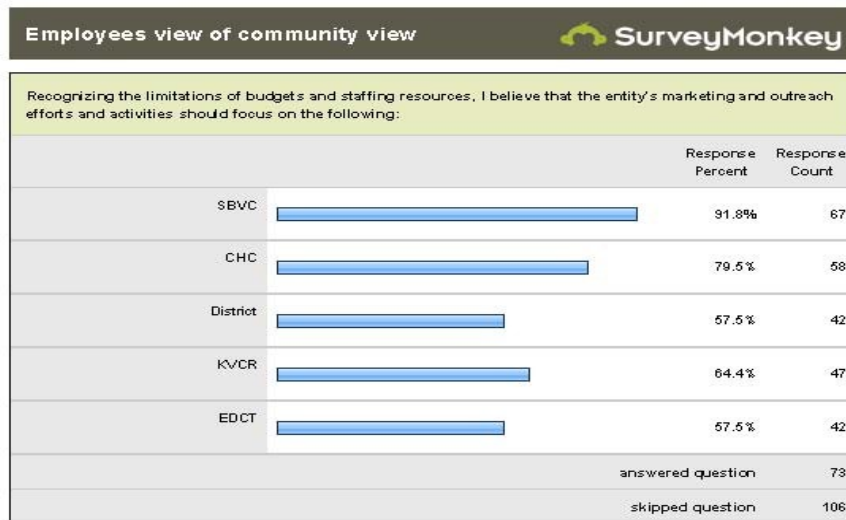 Employees view of community view
SurveyMonkey
Recognizing the limitations of budgets and staffing resources, I believe that the entity's marketing and outreach
efforts and activities should focus on the following:
Response Percent Response Count
SBVC 91.8% 67
CHC 79.5% 58
District 57.5% 42
KVCR 64.4% 47
EDCT 57.5% 42
answered question 73
skipped question 106